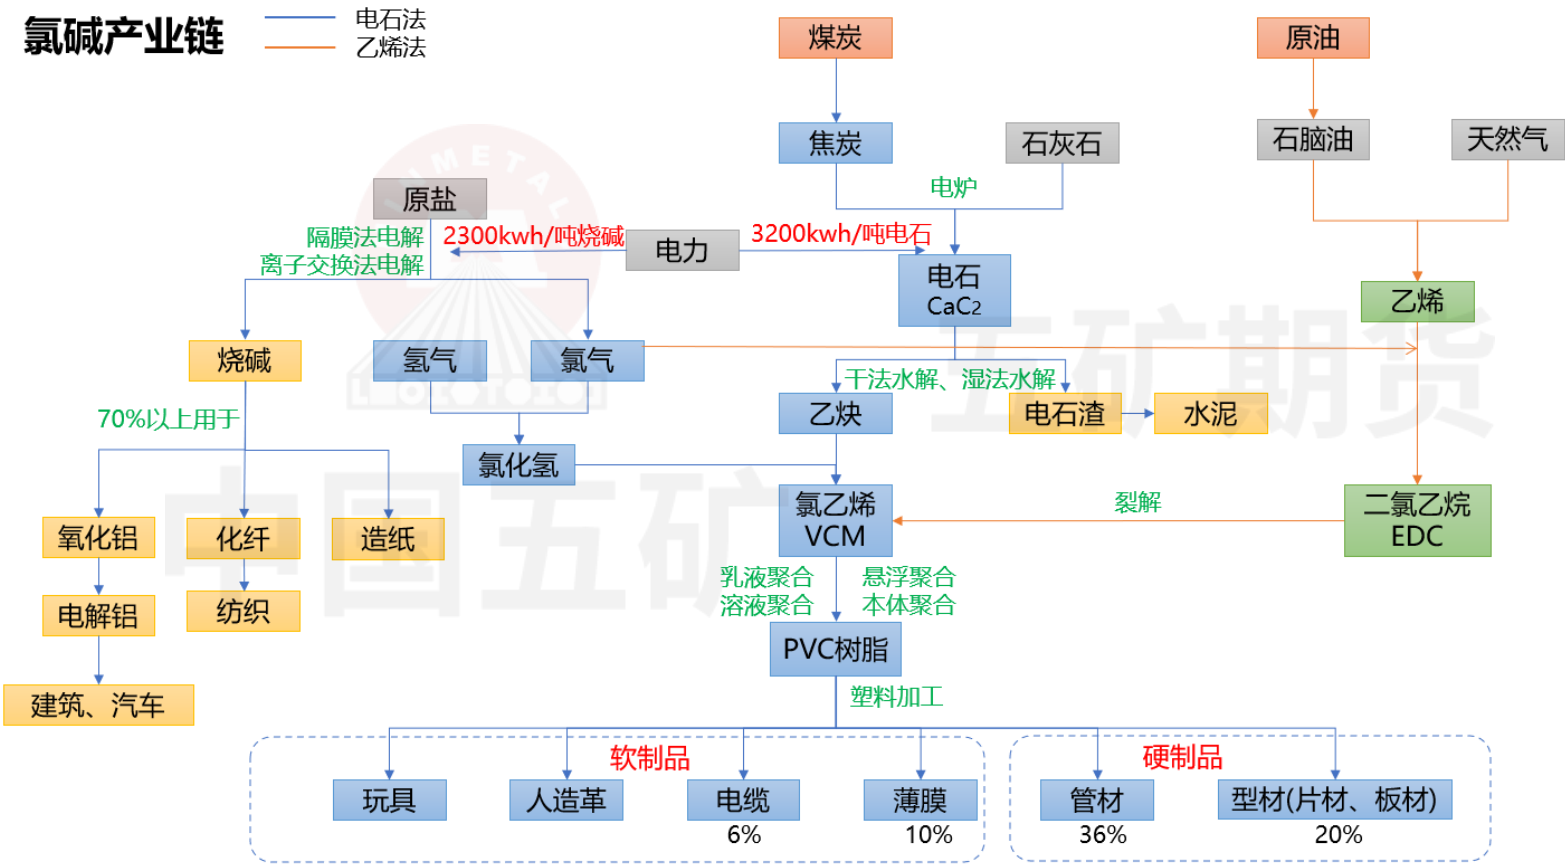 氯碱产业链
电石法
乙烯法
煤炭
原油
焦炭
石灰石
石脑油
天然气
电炉
原盐
隔膜法电解
离子交换法电解
2300kwh/吨烧碱
电力
3200kwh/吨电石
电石
CaC2
乙烯
烧碱
氢气
氯气
干法水解、湿法水解
70%以上用于
乙炔
电石渣
水泥
氯化氢
氯乙烯
VCM
裂解
二氯乙烷
EDC
氧化铝
化纤
造纸
乳液聚合
悬浮聚合
溶液聚合
本体聚合
电解铝
纺织
PVC树脂
建筑、汽车
塑料加工
软制品
硬制品
玩具
人造革
电缆
薄膜
管材
型材(片材、板材)
6%
10%
36%
20%
中国五矿
五矿期货